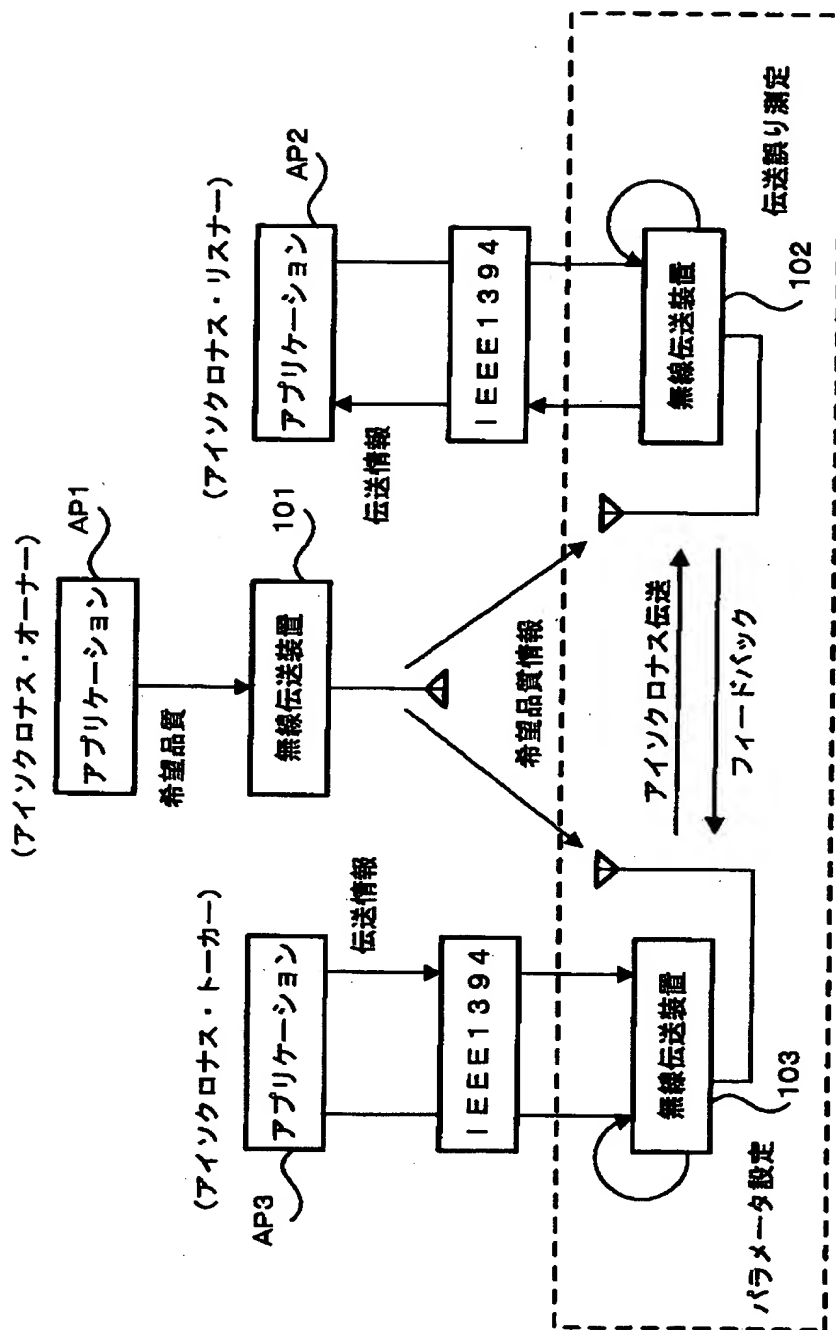 (アイソクロナス・オーナー)
アプリケーション
AP1
希望品質
無線伝送装置
101
希望品質情報
(アイソクロナス・トーカー)
アプリケーション
AP3
伝送情報
IEEE1394
無線伝送装置
103
パラメータ設定
(アイソクロナス・リスナー)
アプリケーション
AP2
伝送情報
IEEE1394
無線伝送装置
102
伝送誤り測定
アイソクロナス伝送
フィードバック